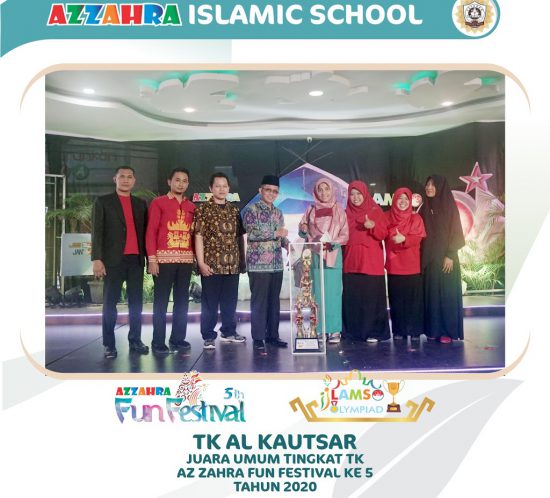 AZZAHRA ISLAMIC SCHOOL
AZZAHRA
AZZAHRA 5th
Fun Festival
LAMSO
OLYMPIAD
TK AL KAUTSAR
JUARA UMUM TINGKAT TK
AZ ZAHRA FUN FESTIVAL KE 5
TAHUN 2020